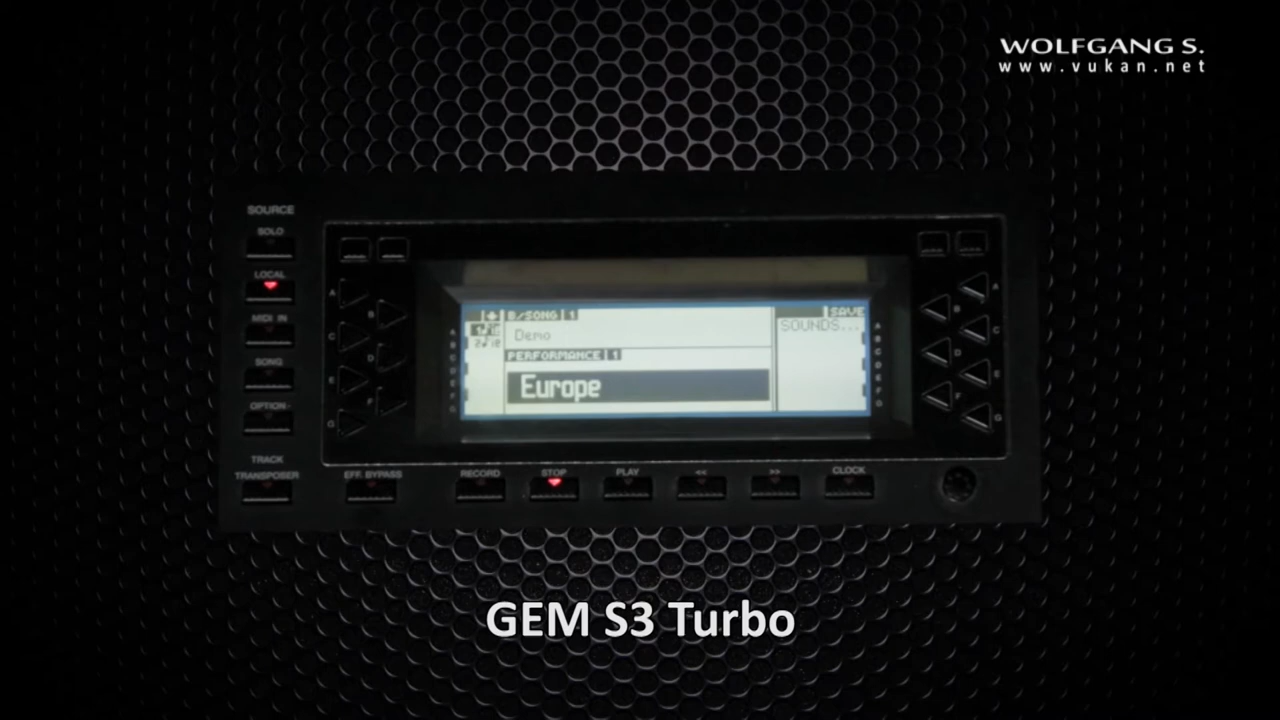 WOLFGANG S.
www.vukan.net
SOURCE
SOLO
LOCAL
MIDI IN
SONG
OPTION
TRACK
TRANSPOSER
EFF. BYPASS
RECORD
STOP
PLAY
<<
>>
CLOCK
A
B
C
D
E
F
G
B/SONG 1
Demo
PERFORMANCE 1
Europe
SAVE
SOUNDS...
A
B
C
D
E
F
G
GEM S3 Turbo